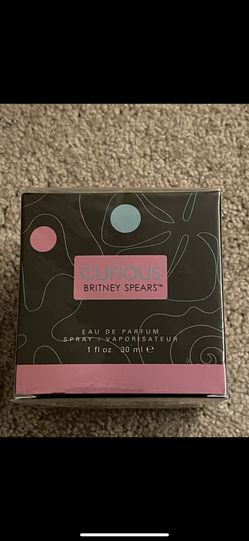 curious
BRITNEY SPEARS™
EAU DE PARFUM
SPRAY / VAPORISATEUR
1 fl oz 30 ml ℮